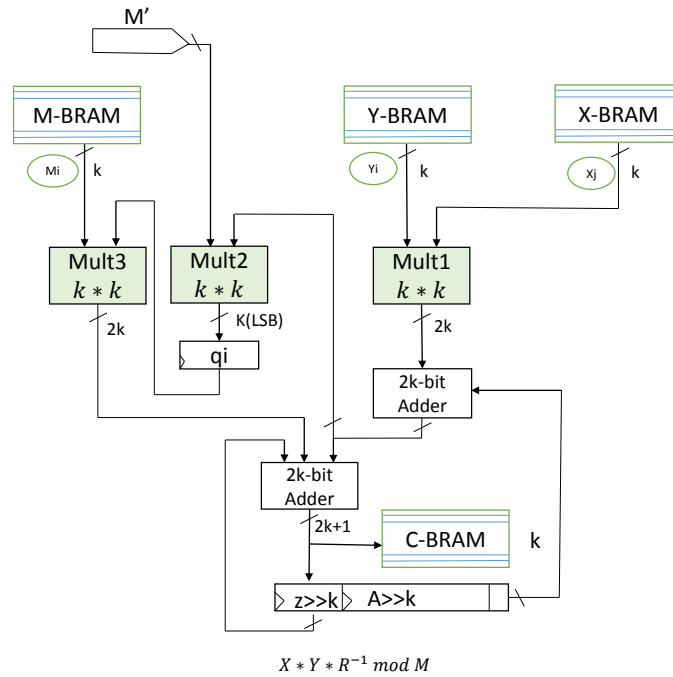 M'
M-BRAM
Y-BRAM
X-BRAM
Mi
k
Yi
k
Xj
k
Mult3
k ∗ k
Mult2
k ∗ k
Mult1
k ∗ k
2k
K(LSB)
2k
qi
2k-bit
Adder
2k-bit
Adder
2k+1
C-BRAM
k
z>>k
A>>k
X ∗ Y ∗ R⁻¹ mod M